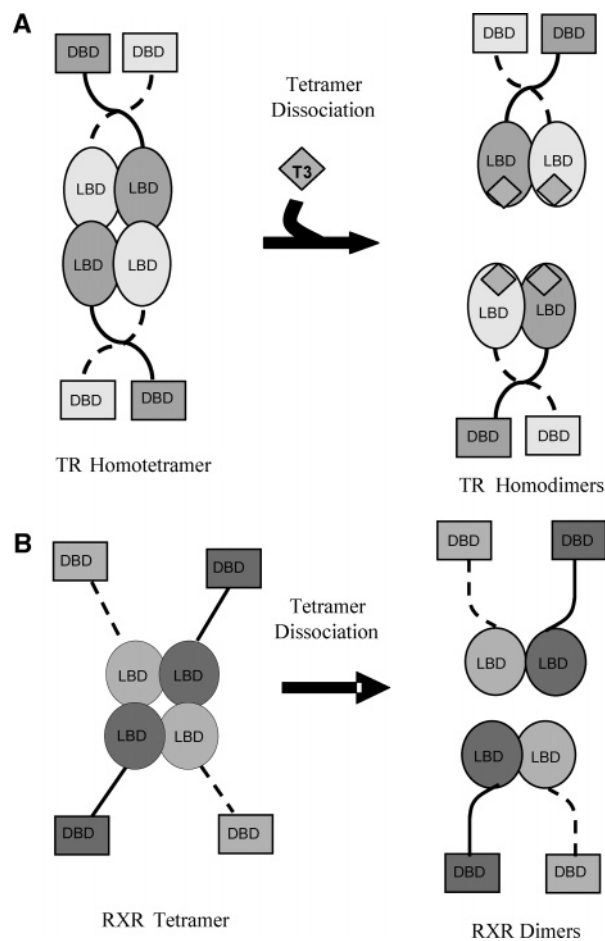 A
DBD DBD
LBD LBD
LBD LBD
DBD DBD
TR Homotetramer
Tetramer
Dissociation
T3
DBD DBD
LBD LBD
LBD LBD
DBD DBD
TR Homodimers
B
DBD DBD
LBD LBD
LBD LBD
DBD DBD
RXR Tetramer
Tetramer
Dissociation
DBD DBD
LBD LBD
LBD LBD
DBD DBD
RXR Dimers